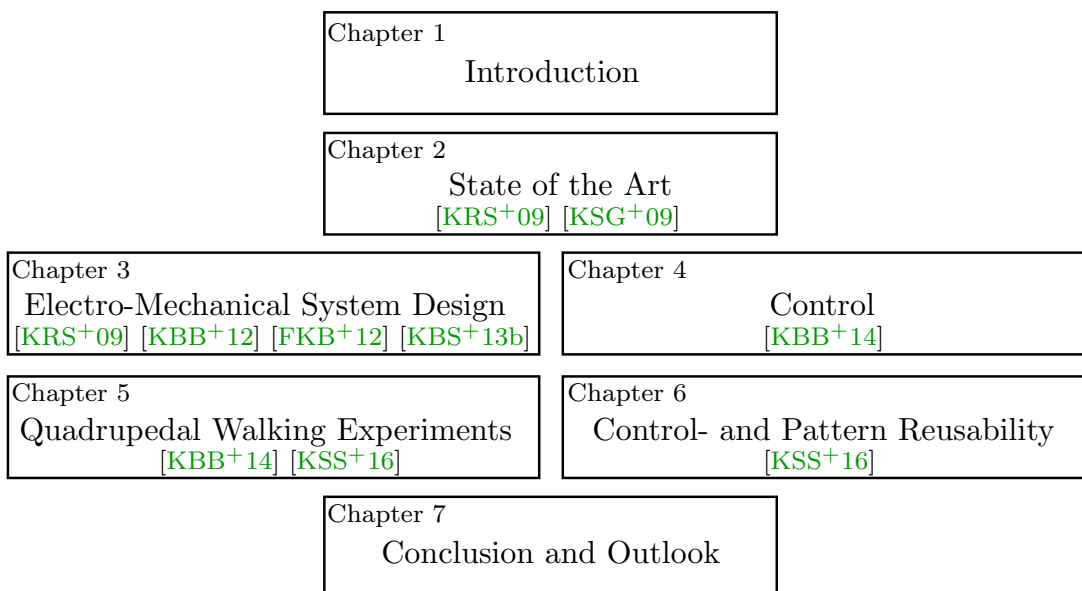 Chapter 1
Introduction
Chapter 2
State of the Art
[KRS+09] [KSG+09]
Chapter 3
Electro-Mechanical System Design
[KRS+09] [KBB+12] [FKB+12] [KBS+13b]
Chapter 4
Control
[KBB+14]
Chapter 5
Quadrupedal Walking Experiments
[KBB+14] [KSS+16]
Chapter 6
Control- and Pattern Reusability
[KSS+16]
Chapter 7
Conclusion and Outlook